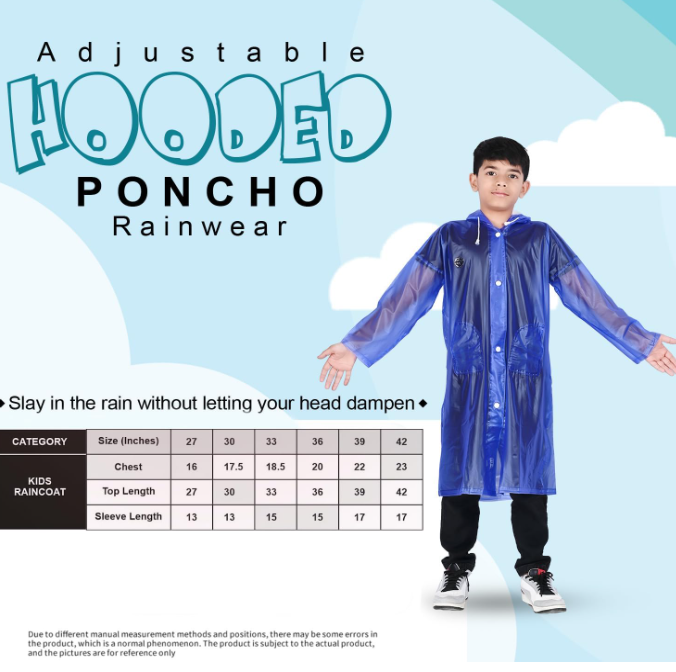 Adjustable
HOODED
PONCHO
Rainwear
Slay in the rain without letting your head dampen
CATEGORY Size (Inches) 27 30 33 36 39 42
KIDS RAINCOAT Chest 16 17.5 18.5 20 22 23
Top Length 27 30 33 36 39 42
Sleeve Length 13 13 15 15 17 17
Due to different manual measurement methods and positions, there may be some errors in
the product, which is a normal phenomenon. The product is subject to the actual product,
and the pictures are for reference only